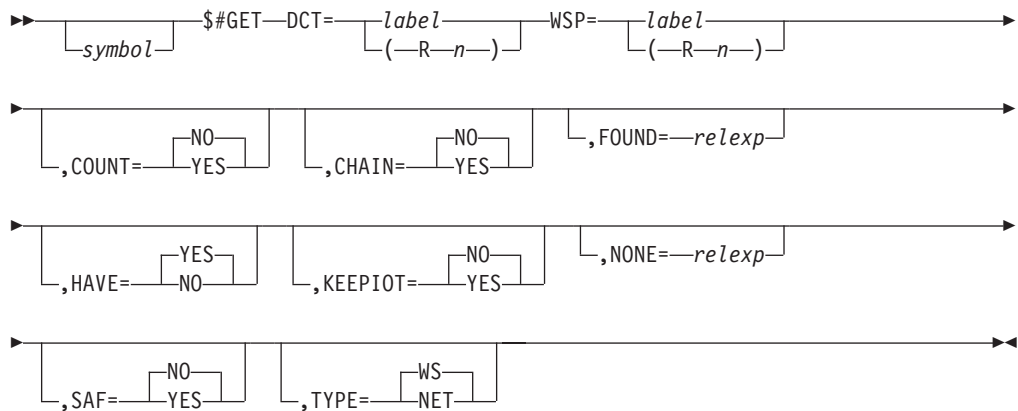 $#GET DCT= label WSP= label
symbol ( R n ) ( R n )
NO NO ,FOUND= relexp
,COUNT= YES ,CHAIN= YES
YES NO ,NONE= relexp
,HAVE= NO ,KEEPIOT= YES
NO WS
,SAF= YES ,TYPE= NET